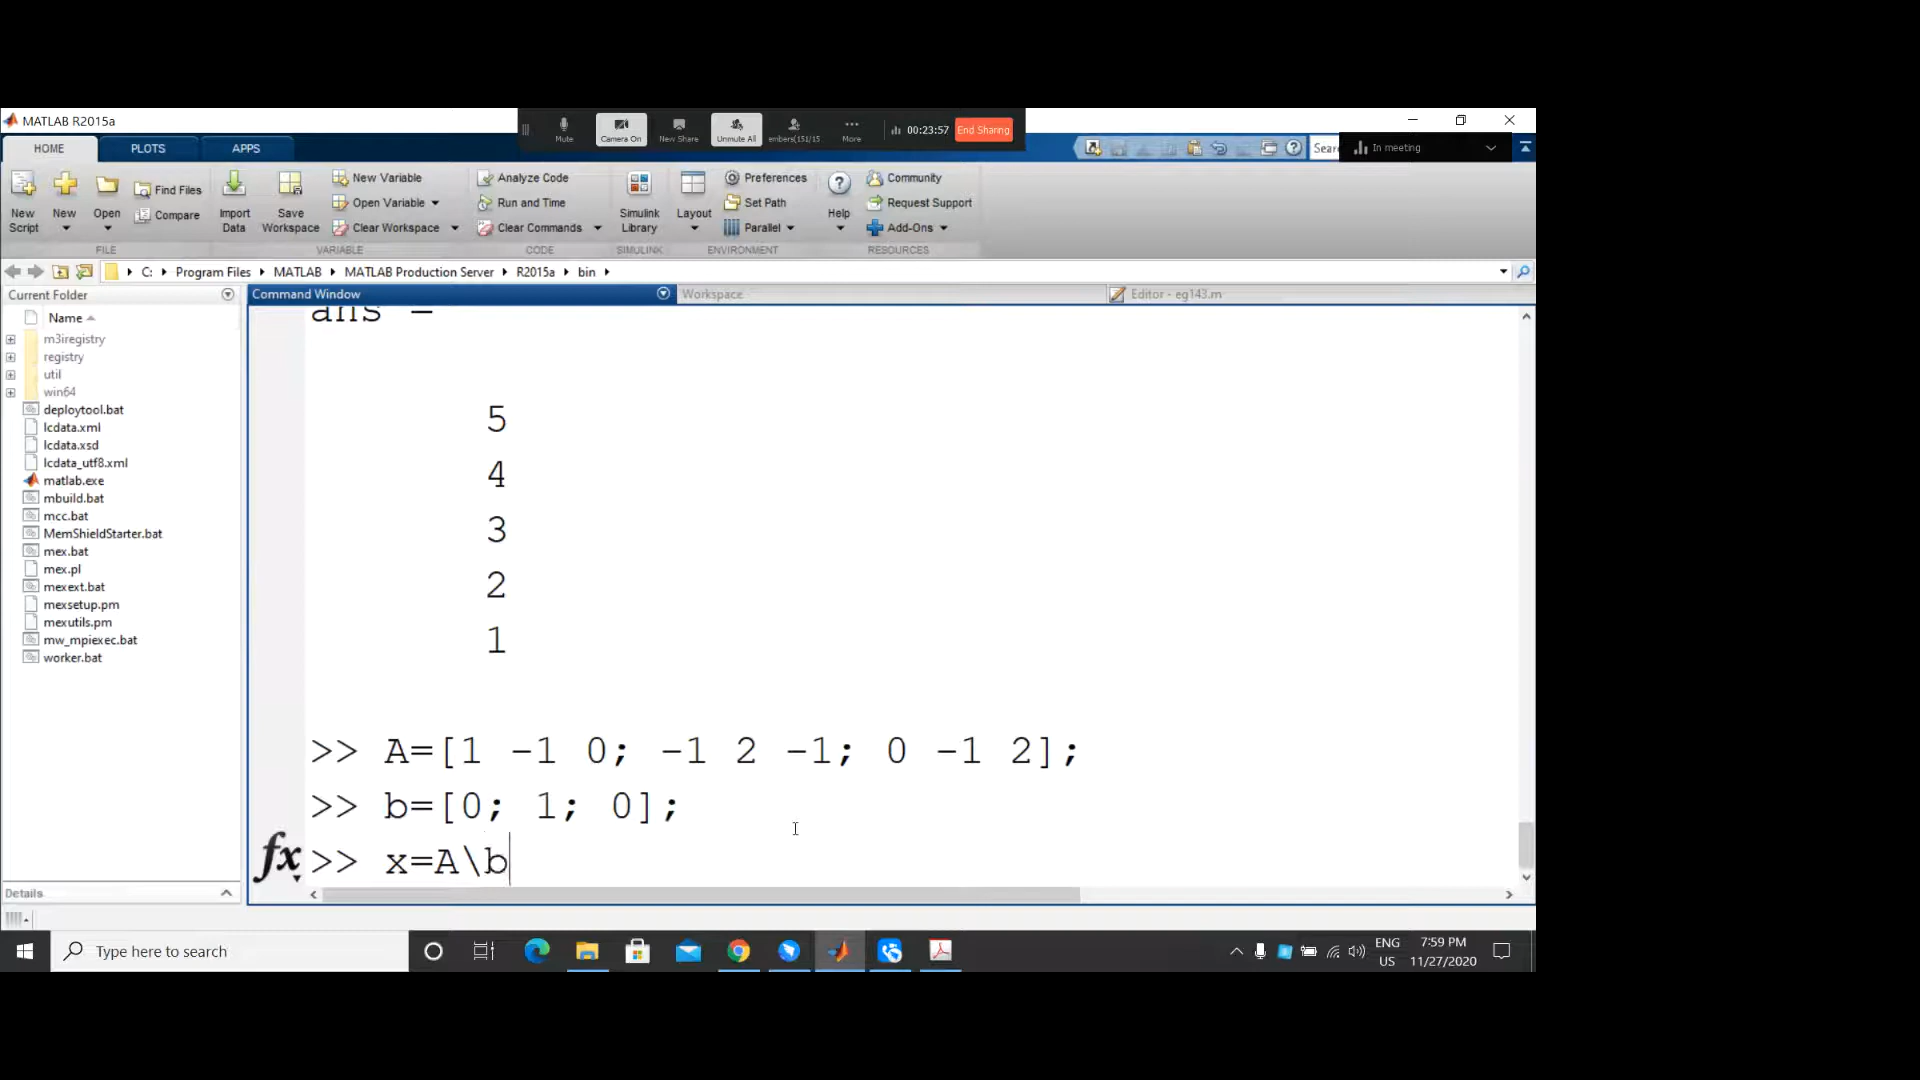 MATLAB R2015a
Mute
Camera On
New Share
Unmute All
embers(151/15
More
00:23:57
End Sharing
HOME
PLOTS
APPS
Sear
In meeting
New Script
New
Open
Find Files
Compare
Import Data
Save Workspace
New Variable
Open Variable
Clear Workspace
Analyze Code
Run and Time
Clear Commands
Simulink Library
Layout
Preferences
Set Path
Parallel
Help
Community
Request Support
Add-Ons
FILE
VARIABLE
CODE
SIMULINK
ENVIRONMENT
RESOURCES
C: Program Files MATLAB MATLAB Production Server R2015a bin
Current Folder
Command Window
Workspace
Editor - eg143.m
Name
m3iregistry
registry
util
win64
deploytool.bat
lcdata.xml
lcdata.xsd
lcdata_utf8.xml
matlab.exe
mbuild.bat
mcc.bat
MemShieldStarter.bat
mex.bat
mex.pl
mexext.bat
mexsetup.pm
mexutils.pm
mw_mpiexec.bat
worker.bat
Details
ans =
5
4
3
2
1
>> A=[1 -1 0; -1 2 -1; 0 -1 2];
>> b=[0; 1; 0];
fx >> x=A\b
Type here to search
ENG
US
7:59 PM
11/27/2020